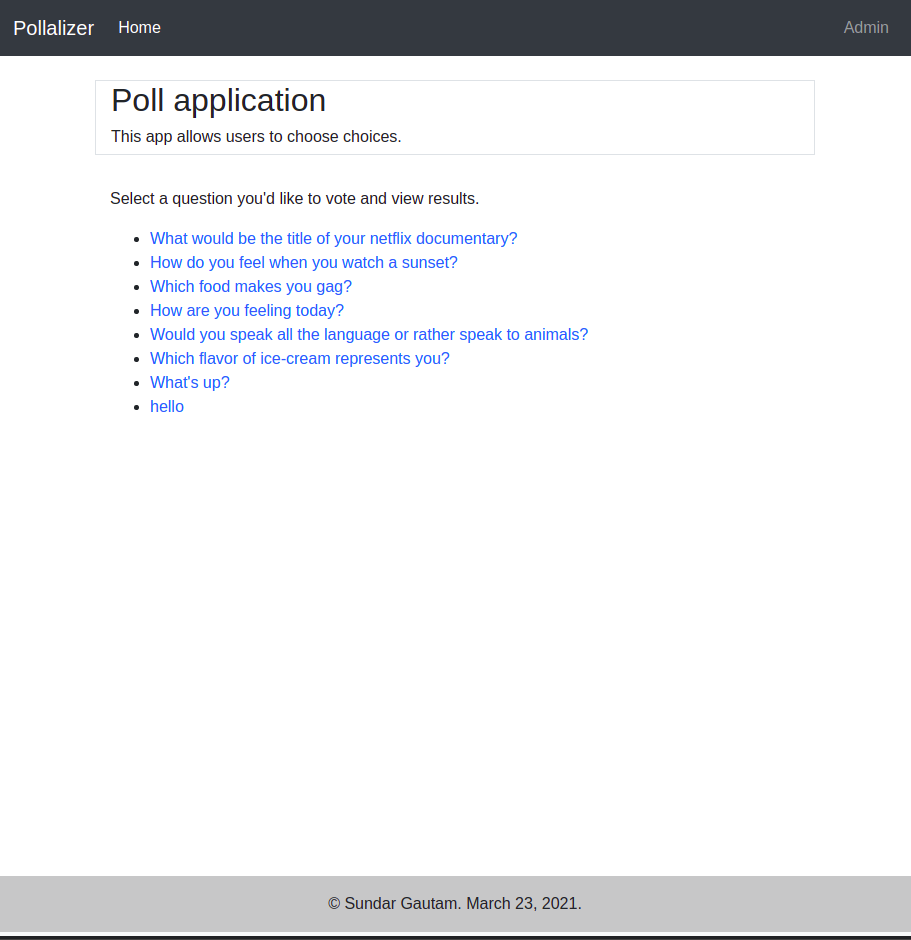 Pollalizer Home Admin
Poll application
This app allows users to choose choices.
Select a question you'd like to vote and view results.
What would be the title of your netflix documentary?
How do you feel when you watch a sunset?
Which food makes you gag?
How are you feeling today?
Would you speak all the language or rather speak to animals?
Which flavor of ice-cream represents you?
What's up?
hello
© Sundar Gautam. March 23, 2021.